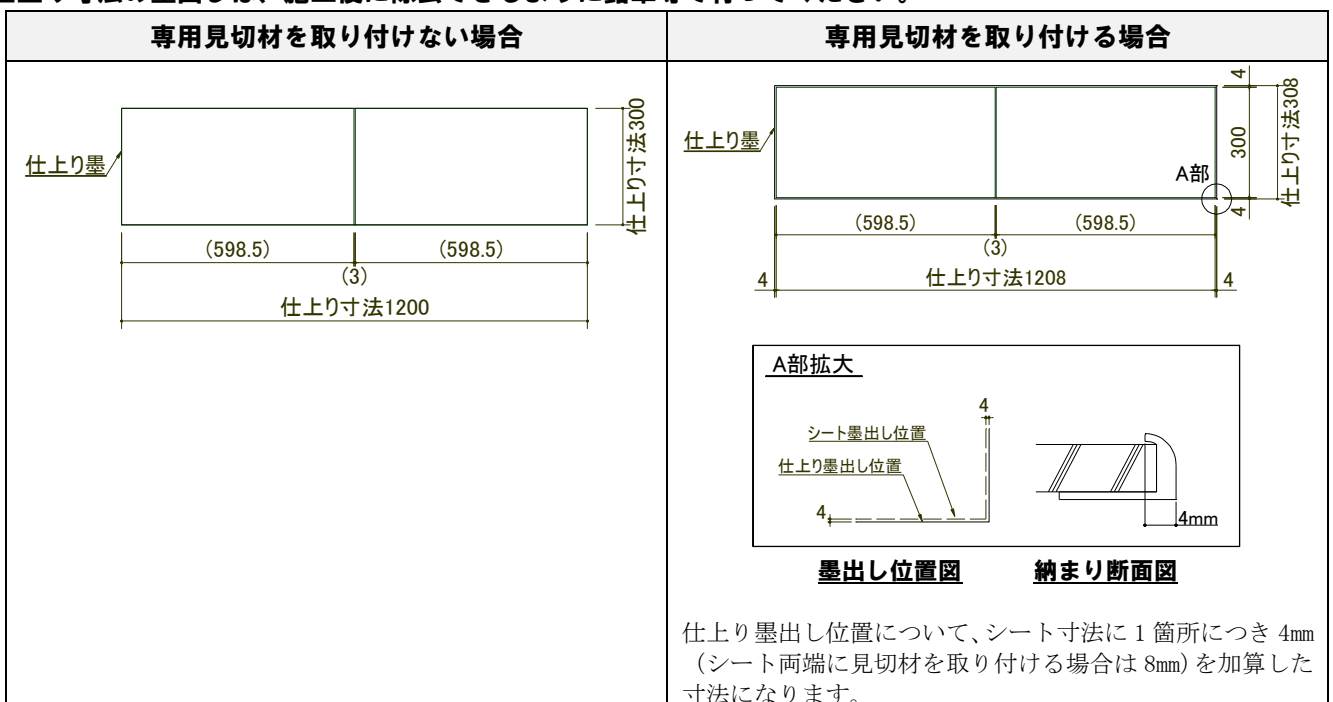 専用見切材を取り付けない場合
専用見切材を取り付ける場合
仕上り墨
仕上り寸法300
(598.5)
(598.5)
(3)
仕上り寸法1200
仕上り墨
4
300
4
仕上り寸法308
A部
(598.5)
(598.5)
(3)
4
仕上り寸法1208
4
A部拡大
4
シート墨出し位置
仕上り墨出し位置
4
4mm
墨出し位置図
納まり断面図
仕上り墨出し位置について、シート寸法に1箇所につき4mm
(シート両端に見切材を取り付ける場合は8mm)を加算した
寸法になります。